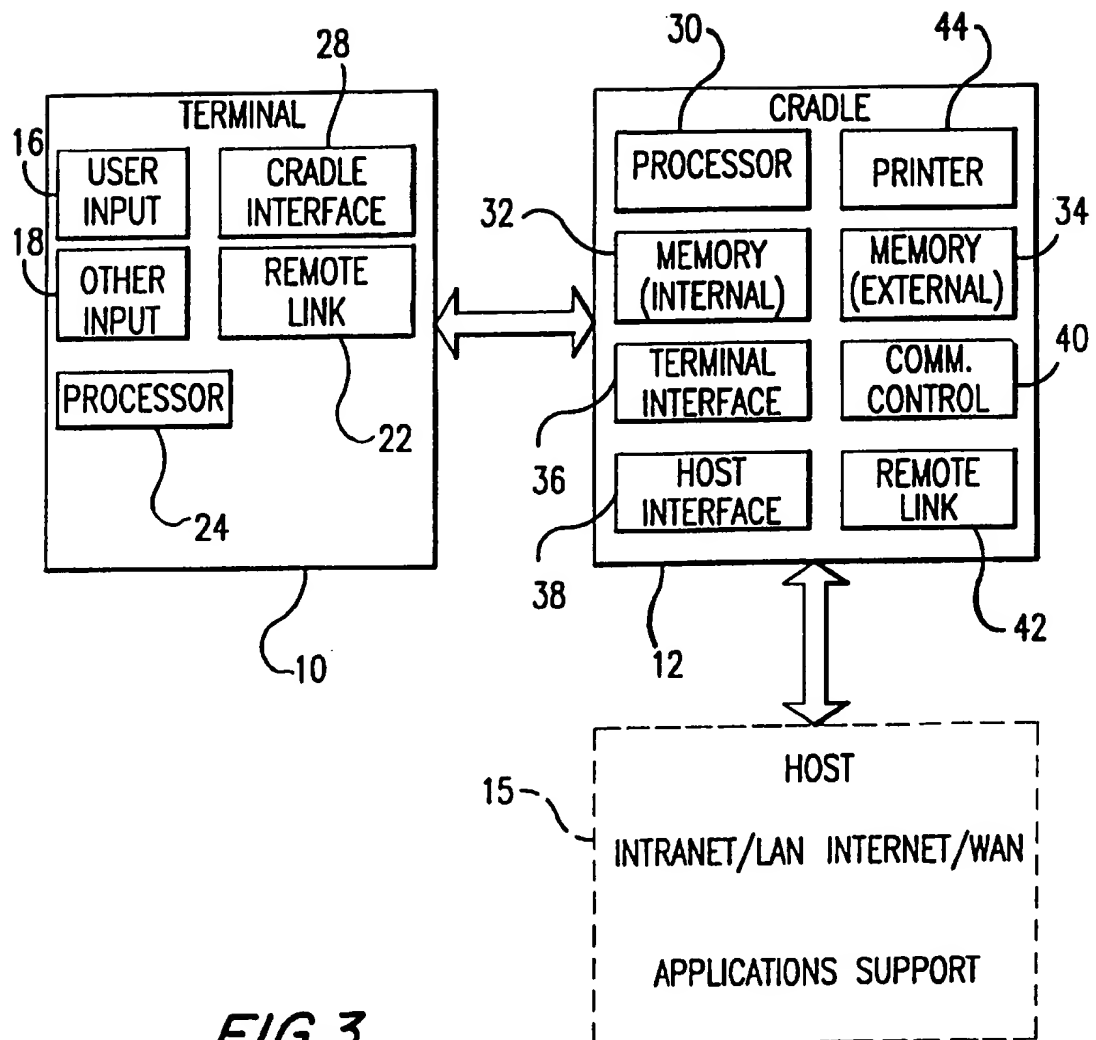 28
30
44
TERMINAL
CRADLE
16
USER
INPUT
CRADLE
INTERFACE
PROCESSOR
PRINTER
18
OTHER
INPUT
REMOTE
LINK
32
MEMORY
(INTERNAL)
MEMORY
(EXTERNAL)
34
PROCESSOR
22
TERMINAL
INTERFACE
COMM.
CONTROL
40
24
36
HOST
INTERFACE
REMOTE
LINK
10
38
12
42
HOST
15
INTRANET/LAN INTERNET/WAN
APPLICATIONS SUPPORT
FIG.3